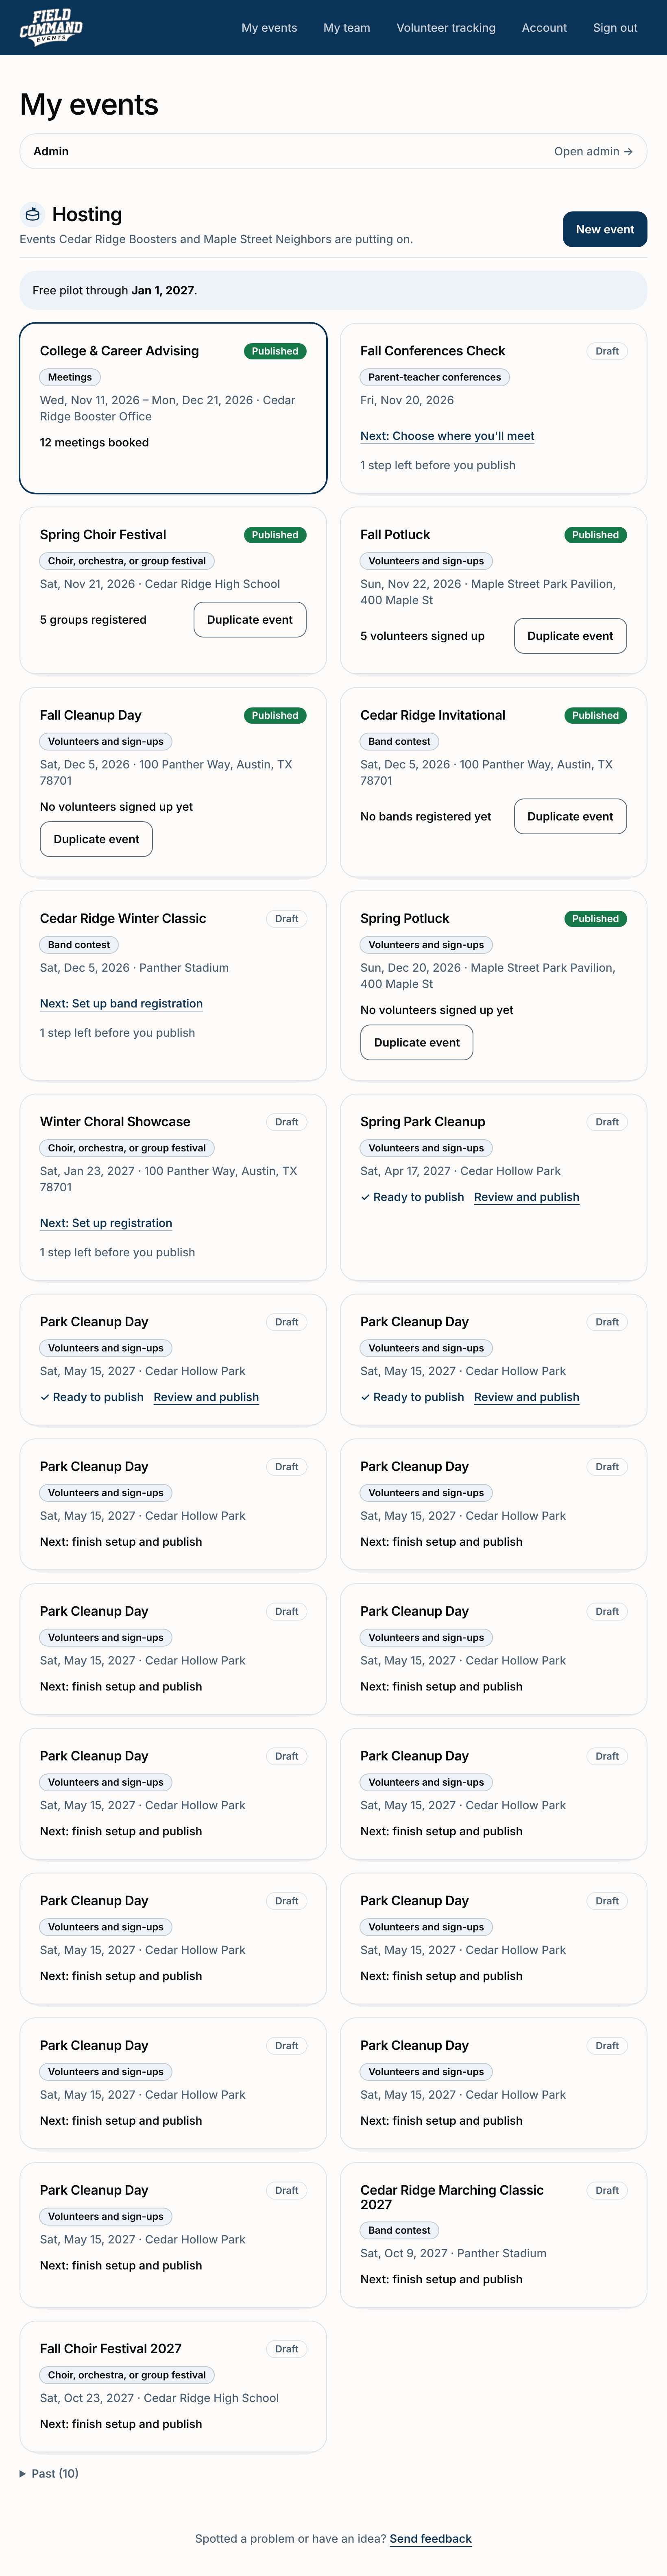 FIELD
COMMAND
EVENTS
My events
My team
Volunteer tracking
Account
Sign out
My events
Admin
Open admin →
Hosting
Events Cedar Ridge Boosters and Maple Street Neighbors are putting on.
New event
Free pilot through Jan 1, 2027.
College & Career Advising
Published
Meetings
Wed, Nov 11, 2026 – Mon, Dec 21, 2026 · Cedar
Ridge Booster Office
12 meetings booked
Fall Conferences Check
Draft
Parent-teacher conferences
Fri, Nov 20, 2026
Next: Choose where you'll meet
1 step left before you publish
Spring Choir Festival
Published
Choir, orchestra, or group festival
Sat, Nov 21, 2026 · Cedar Ridge High School
5 groups registered
Duplicate event
Fall Potluck
Published
Volunteers and sign-ups
Sun, Nov 22, 2026 · Maple Street Park Pavilion,
400 Maple St
5 volunteers signed up
Duplicate event
Fall Cleanup Day
Published
Volunteers and sign-ups
Sat, Dec 5, 2026 · 100 Panther Way, Austin, TX
78701
No volunteers signed up yet
Duplicate event
Cedar Ridge Invitational
Published
Band contest
Sat, Dec 5, 2026 · 100 Panther Way, Austin, TX
78701
No bands registered yet
Duplicate event
Cedar Ridge Winter Classic
Draft
Band contest
Sat, Dec 5, 2026 · Panther Stadium
Next: Set up band registration
1 step left before you publish
Spring Potluck
Published
Volunteers and sign-ups
Sun, Dec 20, 2026 · Maple Street Park Pavilion,
400 Maple St
No volunteers signed up yet
Duplicate event
Winter Choral Showcase
Draft
Choir, orchestra, or group festival
Sat, Jan 23, 2027 · 100 Panther Way, Austin, TX
78701
Next: Set up registration
1 step left before you publish
Spring Park Cleanup
Draft
Volunteers and sign-ups
Sat, Apr 17, 2027 · Cedar Hollow Park
✓ Ready to publish
Review and publish
Park Cleanup Day
Draft
Volunteers and sign-ups
Sat, May 15, 2027 · Cedar Hollow Park
✓ Ready to publish
Review and publish
Park Cleanup Day
Draft
Volunteers and sign-ups
Sat, May 15, 2027 · Cedar Hollow Park
✓ Ready to publish
Review and publish
Park Cleanup Day
Draft
Volunteers and sign-ups
Sat, May 15, 2027 · Cedar Hollow Park
Next: finish setup and publish
Park Cleanup Day
Draft
Volunteers and sign-ups
Sat, May 15, 2027 · Cedar Hollow Park
Next: finish setup and publish
Park Cleanup Day
Draft
Volunteers and sign-ups
Sat, May 15, 2027 · Cedar Hollow Park
Next: finish setup and publish
Park Cleanup Day
Draft
Volunteers and sign-ups
Sat, May 15, 2027 · Cedar Hollow Park
Next: finish setup and publish
Park Cleanup Day
Draft
Volunteers and sign-ups
Sat, May 15, 2027 · Cedar Hollow Park
Next: finish setup and publish
Park Cleanup Day
Draft
Volunteers and sign-ups
Sat, May 15, 2027 · Cedar Hollow Park
Next: finish setup and publish
Park Cleanup Day
Draft
Volunteers and sign-ups
Sat, May 15, 2027 · Cedar Hollow Park
Next: finish setup and publish
Park Cleanup Day
Draft
Volunteers and sign-ups
Sat, May 15, 2027 · Cedar Hollow Park
Next: finish setup and publish
Park Cleanup Day
Draft
Volunteers and sign-ups
Sat, May 15, 2027 · Cedar Hollow Park
Next: finish setup and publish
Park Cleanup Day
Draft
Volunteers and sign-ups
Sat, May 15, 2027 · Cedar Hollow Park
Next: finish setup and publish
Park Cleanup Day
Draft
Volunteers and sign-ups
Sat, May 15, 2027 · Cedar Hollow Park
Next: finish setup and publish
Cedar Ridge Marching Classic
2027
Draft
Band contest
Sat, Oct 9, 2027 · Panther Stadium
Next: finish setup and publish
Fall Choir Festival 2027
Draft
Choir, orchestra, or group festival
Sat, Oct 23, 2027 · Cedar Ridge High School
Next: finish setup and publish
▶ Past (10)
Spotted a problem or have an idea? Send feedback